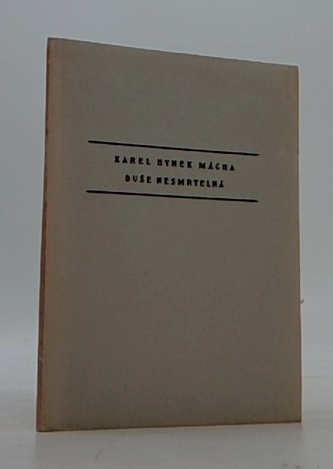 KAREL HYNEK MÁCHA
DUŠE NESMRTELNÁ